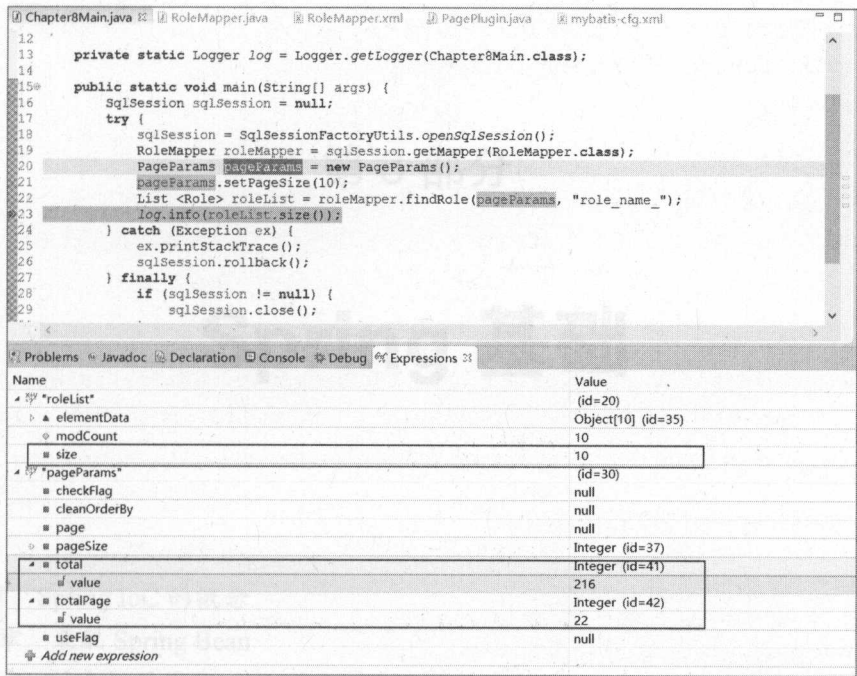 Chapter8Main.java RoleMapper.java RoleMapper.xml PagePlugin.java mybatis-cfg.xml
12
13 private static Logger log = Logger.getLogger(Chapter8Main.class);
14
15 public static void main(String[] args) {
16 SqlSession sqlSession = null;
17 try {
18 sqlSession = SqlSessionFactoryUtils.openSqlSession();
19 RoleMapper roleMapper = sqlSession.getMapper(RoleMapper.class);
20 PageParams pageParams = new PageParams();
21 pageParams.setPageSize(10);
22 List <Role> roleList = roleMapper.findRole(pageParams, "role_name_");
23 log.info(roleList.size());
24 } catch (Exception ex) {
25 ex.printStackTrace();
26 sqlSession.rollback();
27 } finally {
28 if (sqlSession != null) {
29 sqlSession.close();
Problems Javadoc Declaration Console Debug Expressions
Name Value
"roleList" (id=20)
elementData Object[10] (id=35)
modCount 10
size 10
"pageParams" (id=30)
checkFlag null
cleanOrderBy null
page null
pageSize Integer (id=37)
total Integer (id=41)
value 216
totalPage Integer (id=42)
value 22
useFlag null
Add new expression